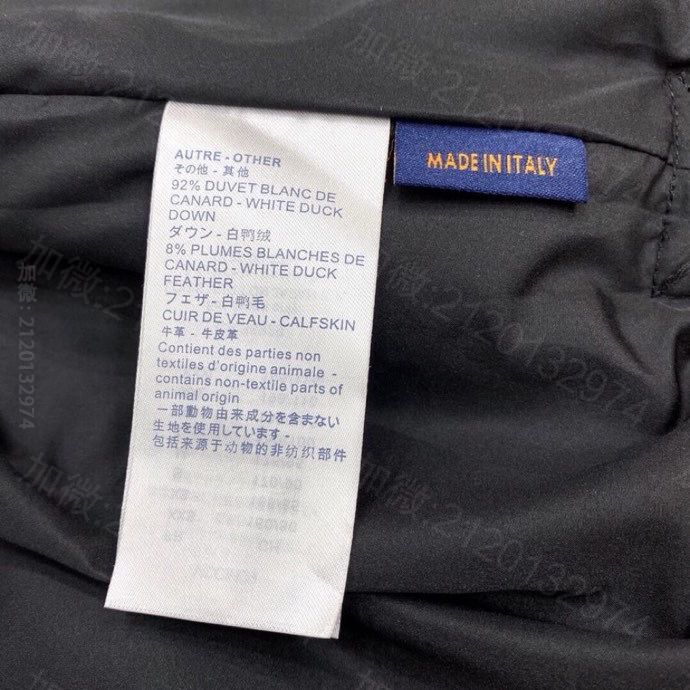 AUTRE - OTHER
その他 - 其他
92% DUVET BLANC DE
CANARD - WHITE DUCK
DOWN
ダウン - 白鸭绒
8% PLUMES BLANCHES DE
CANARD - WHITE DUCK
FEATHER
フェザ - 白鸭毛
CUIR DE VEAU - CALFSKIN
牛革 - 牛皮革
Contient des parties non
textiles d'origine animale -
contains non-textile parts of
animal origin
一部動物由来成分を含まない
生地を使用しています -
包括来源于动物的非纺织部件
MADE IN ITALY
加微:2120132974
加微:2120132974
加微:2120132974
加微:2120132974